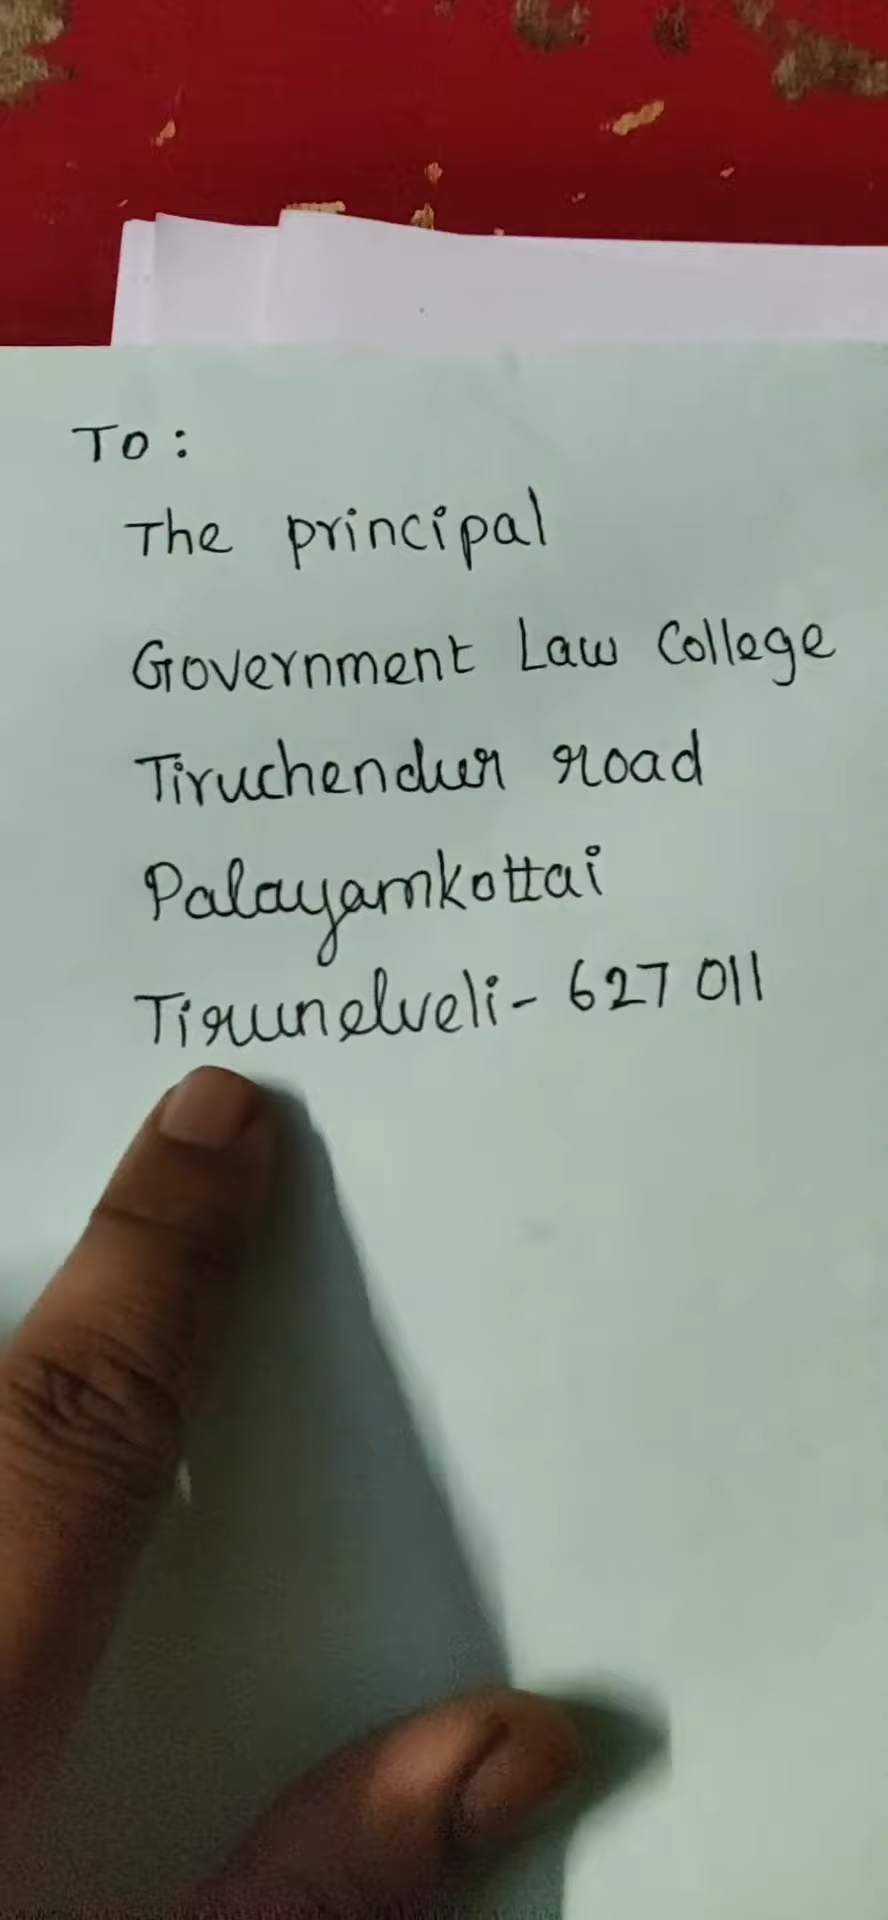 To :
The principal
Government Law College
Tiruchendur road
Palayamkottai
Tirunelveli- 627 011